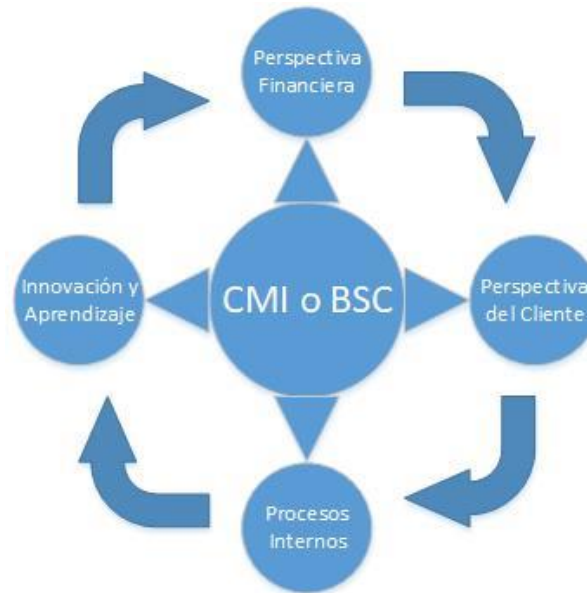 Perspectiva
Financiera
Innovación y
Aprendizaje
CMI o BSC
Perspectiva
del Cliente
Procesos
Internos